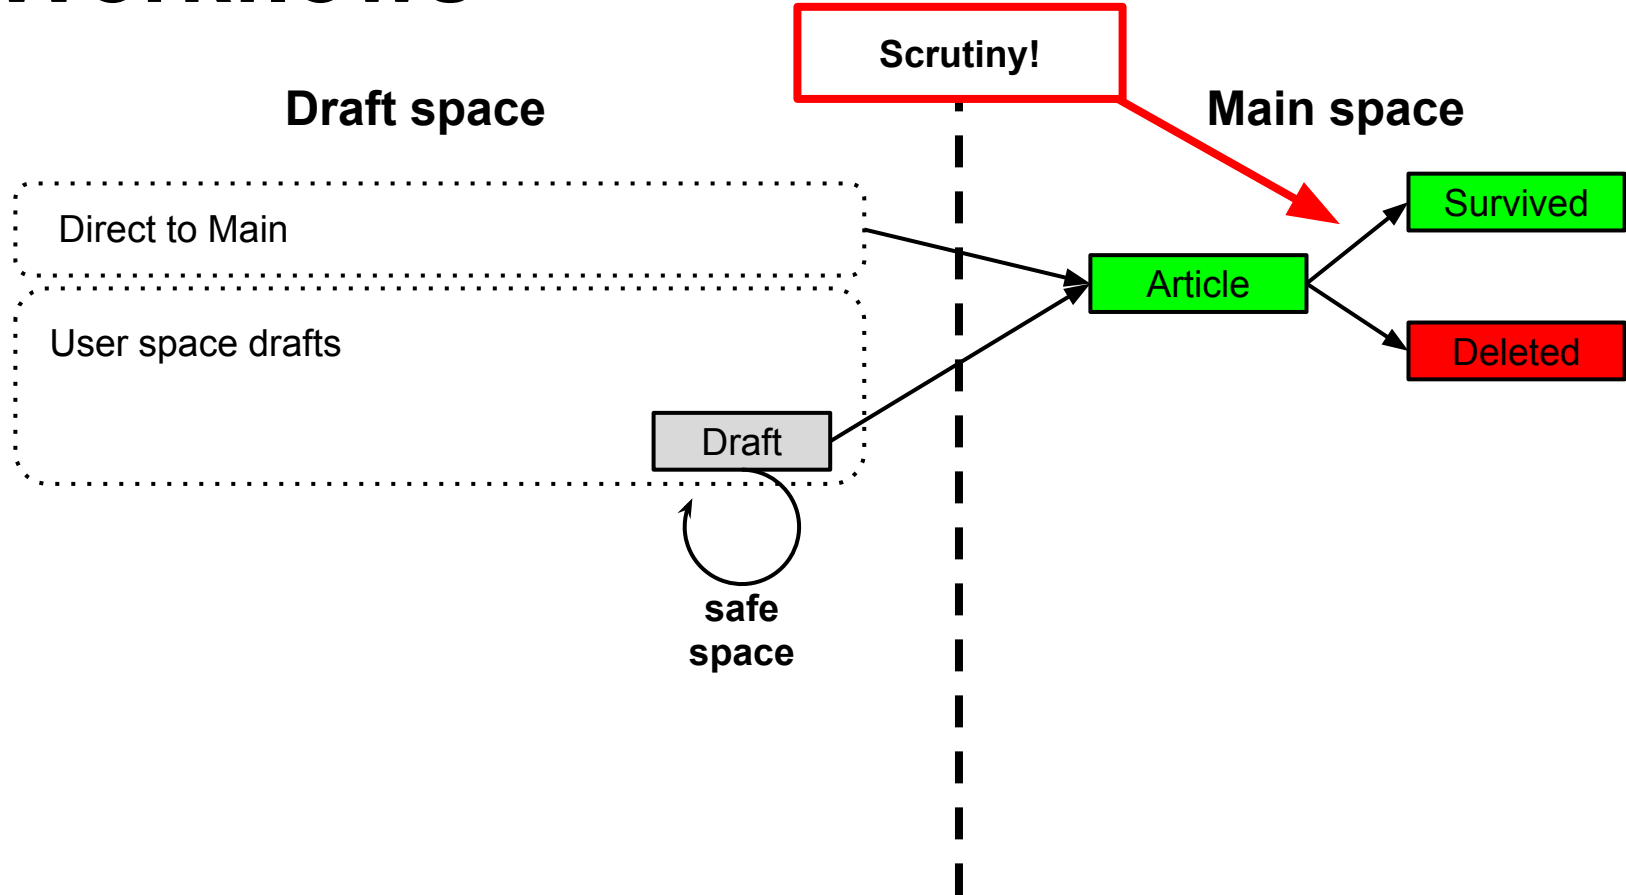 Scrutiny!
Draft space
Main space
Direct to Main
Survived
Article
User space drafts
Deleted
Draft
safe
space